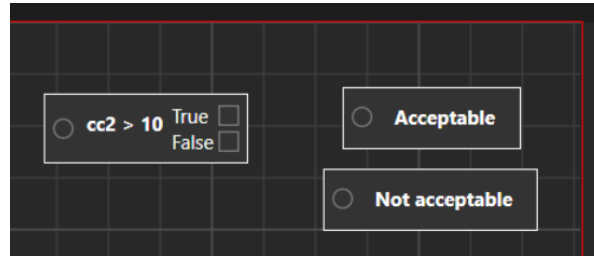 cc2 > 10
True
False
Acceptable
Not acceptable